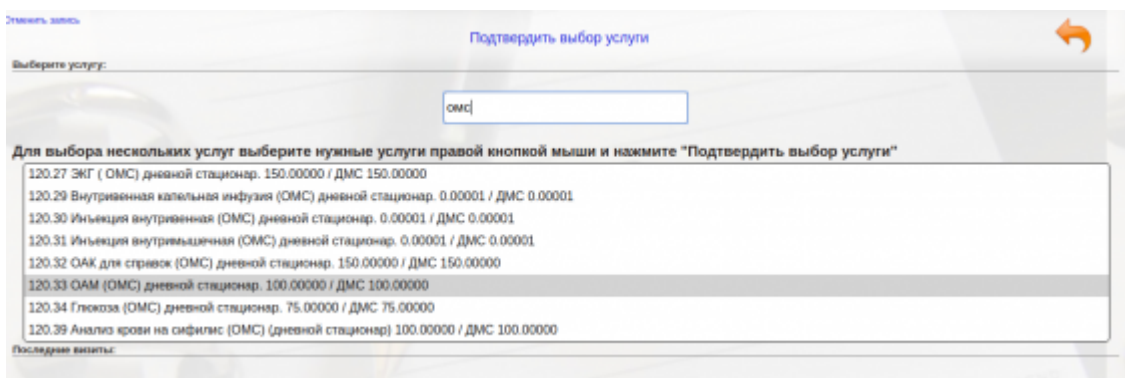 Отменить запись
Подтвердить выбор услуги
Выберите услугу:
омс
Для выбора нескольких услуг выберите нужные услуги правой кнопкой мыши и нажмите "Подтвердить выбор услуги"
120.27 ЭКГ ( ОМС) дневной стационар. 150.00000 / ДМС 150.00000
120.29 Внутривенная капельная инфузия (ОМС) дневной стационар. 0.00001 / ДМС 0.00001
120.30 Инъекция внутривенная (ОМС) дневной стационар. 0.00001 / ДМС 0.00001
120.31 Инъекция внутримышечная (ОМС) дневной стационар. 0.00001 / ДМС 0.00001
120.32 ОАК для справок (ОМС) дневной стационар. 150.00000 / ДМС 150.00000
120.33 ОАМ (ОМС) дневной стационар. 100.00000 / ДМС 100.00000
120.34 Глюкоза (ОМС) дневной стационар. 75.00000 / ДМС 75.00000
120.39 Анализ крови на сифилис (ОМС) (дневной стационар) 100.00000 / ДМС 100.00000
Последние визиты: